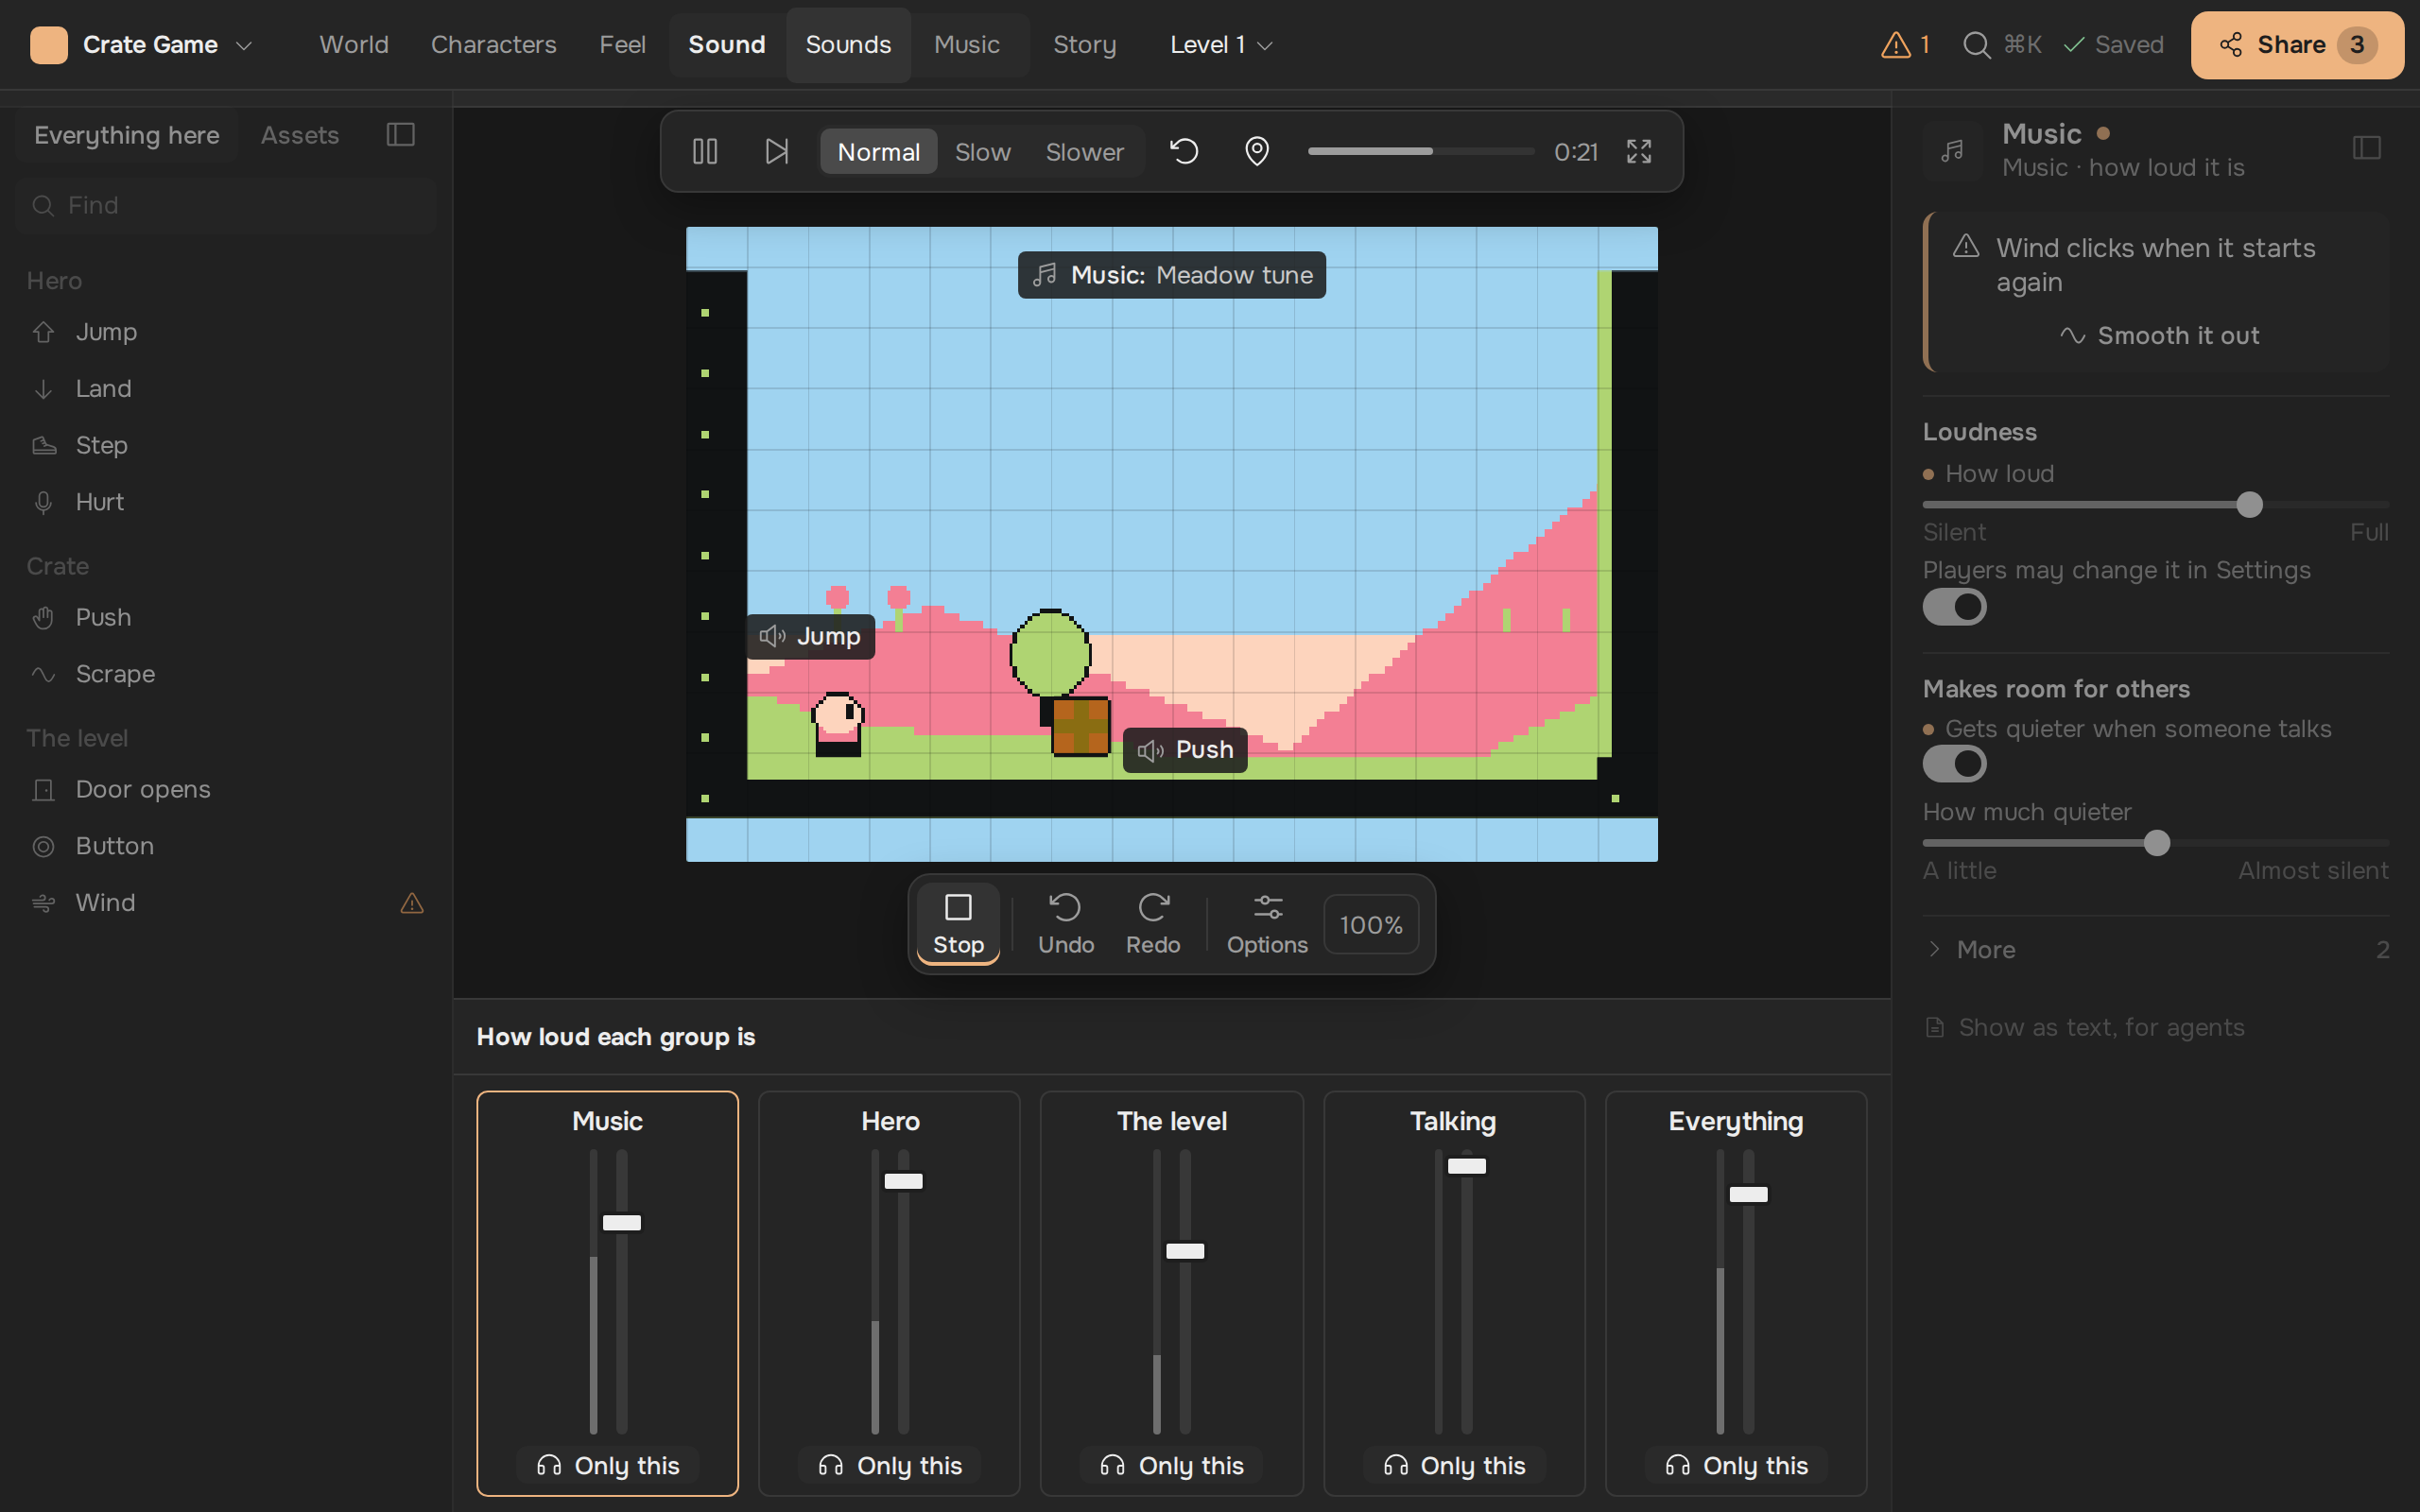 Crate Game
World
Characters
Feel
Sound
Sounds
Music
Story
Level 1
1
⌘K
Saved
Share 3
Everything here
Assets
Find
Hero
Jump
Land
Step
Hurt
Crate
Push
Scrape
The level
Door opens
Button
Wind
Normal
Slow
Slower
0:21
Music: Meadow tune
Jump
Push
Stop
Undo
Redo
Options
100%
How loud each group is
Music
Hero
The level
Talking
Everything
Only this
Only this
Only this
Only this
Only this
Music
Music · how loud it is
Wind clicks when it starts
again
Smooth it out
Loudness
How loud
Silent
Full
Players may change it in Settings
Makes room for others
Gets quieter when someone talks
How much quieter
A little
Almost silent
More
2
Show as text, for agents